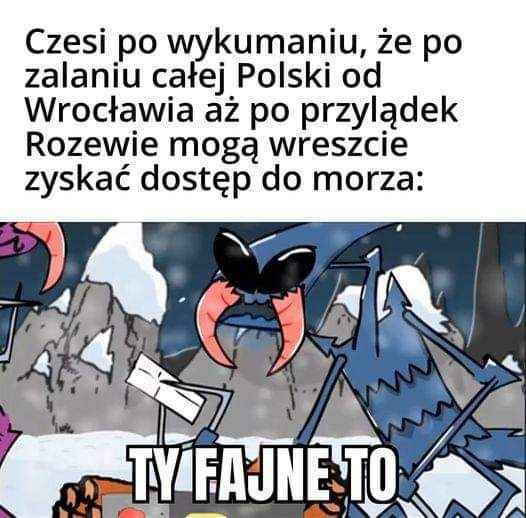 Czesi po wykumaniu, że po
zalaniu całej Polski od
Wrocławia aż po przylądek
Rozewie mogą wreszcie
zyskać dostęp do morza:
TY FAJNE TO